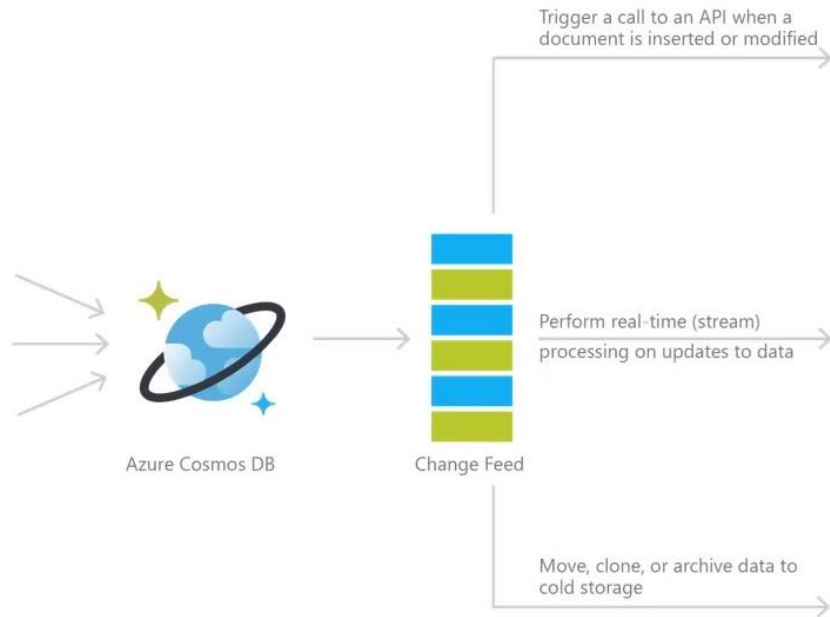 Trigger a call to an API when a
document is inserted or modified
Perform real-time (stream)
processing on updates to data
Azure Cosmos DB
Change Feed
Move, clone, or archive data to
cold storage